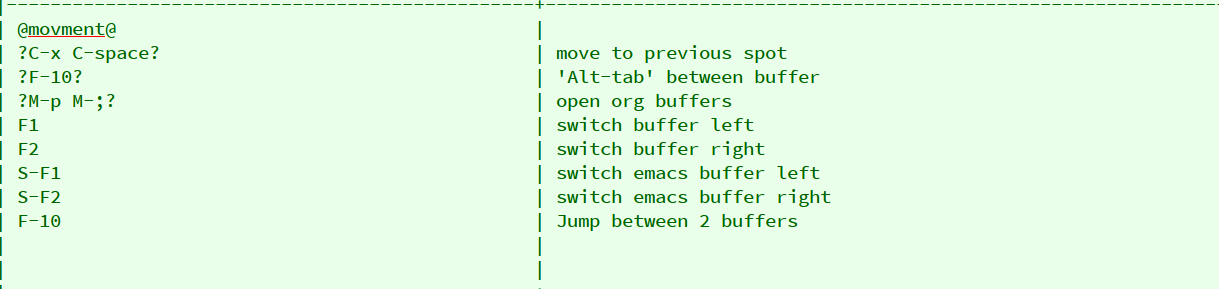 @movment@
?C-x C-space? | move to previous spot
?F-10? | 'Alt-tab' between buffer
?M-p M-;? | open org buffers
F1 | switch buffer left
F2 | switch buffer right
S-F1 | switch emacs buffer left
S-F2 | switch emacs buffer right
F-10 | Jump between 2 buffers